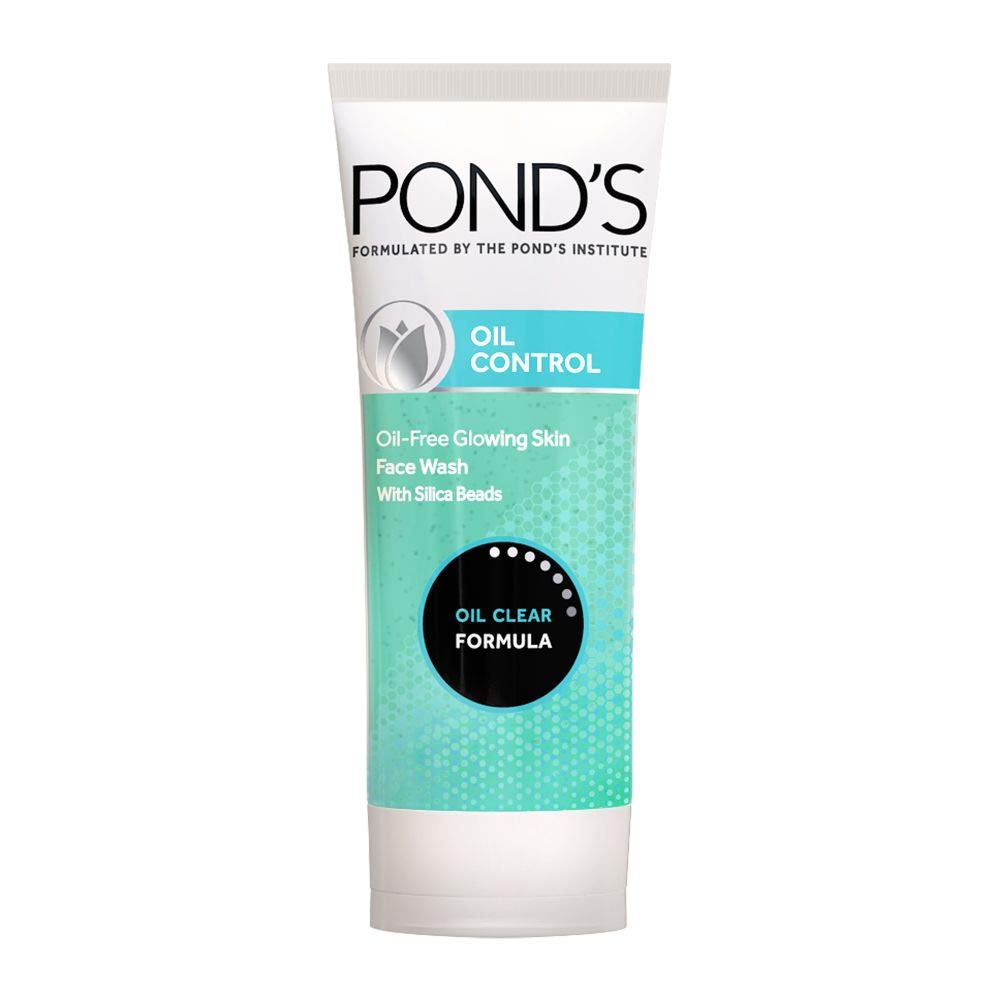 POND'S
FORMULATED BY THE POND'S INSTITUTE
OIL
CONTROL
Oil-Free Glowing Skin
Face Wash
With Silica Beads
OIL CLEAR
FORMULA